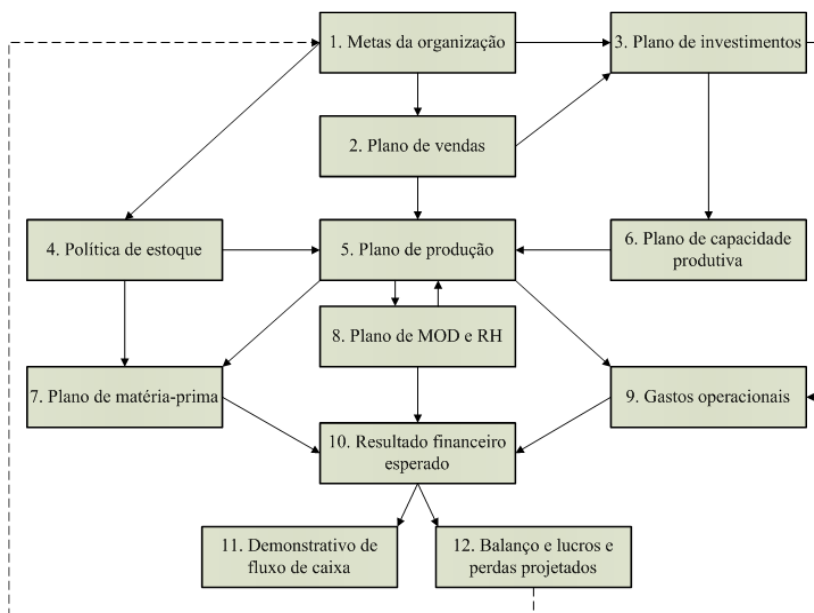 1. Metas da organização
3. Plano de investimentos
2. Plano de vendas
4. Política de estoque
5. Plano de produção
6. Plano de capacidade
produtiva
8. Plano de MOD e RH
7. Plano de matéria-prima
9. Gastos operacionais
10. Resultado financeiro
esperado
11. Demonstrativo de
fluxo de caixa
12. Balanço e lucros e
perdas projetados